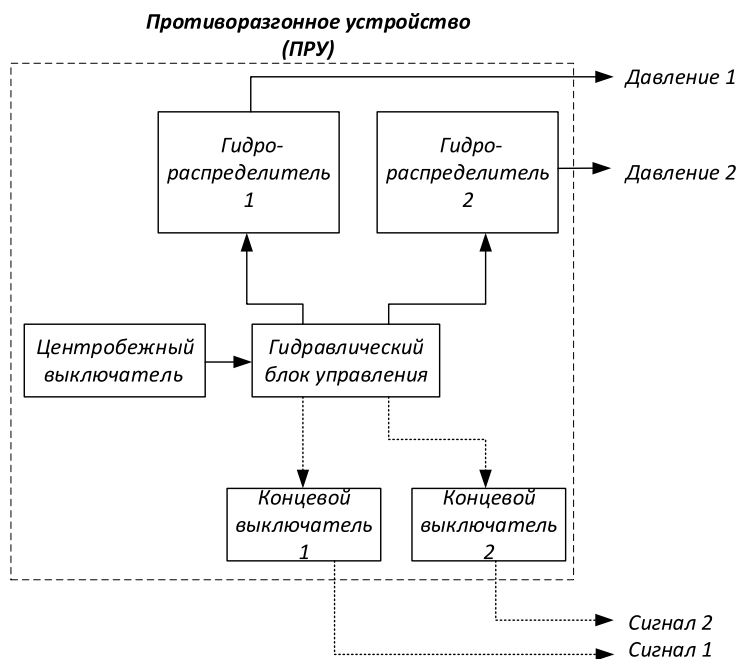 Противоразгонное устройство
(ПРУ)
Давление 1
Гидро-
распределитель
1
Гидро-
распределитель
2
Давление 2
Центробежный
выключатель
Гидравлический
блок управления
Концевой
выключатель
1
Концевой
выключатель
2
Сигнал 2
Сигнал 1